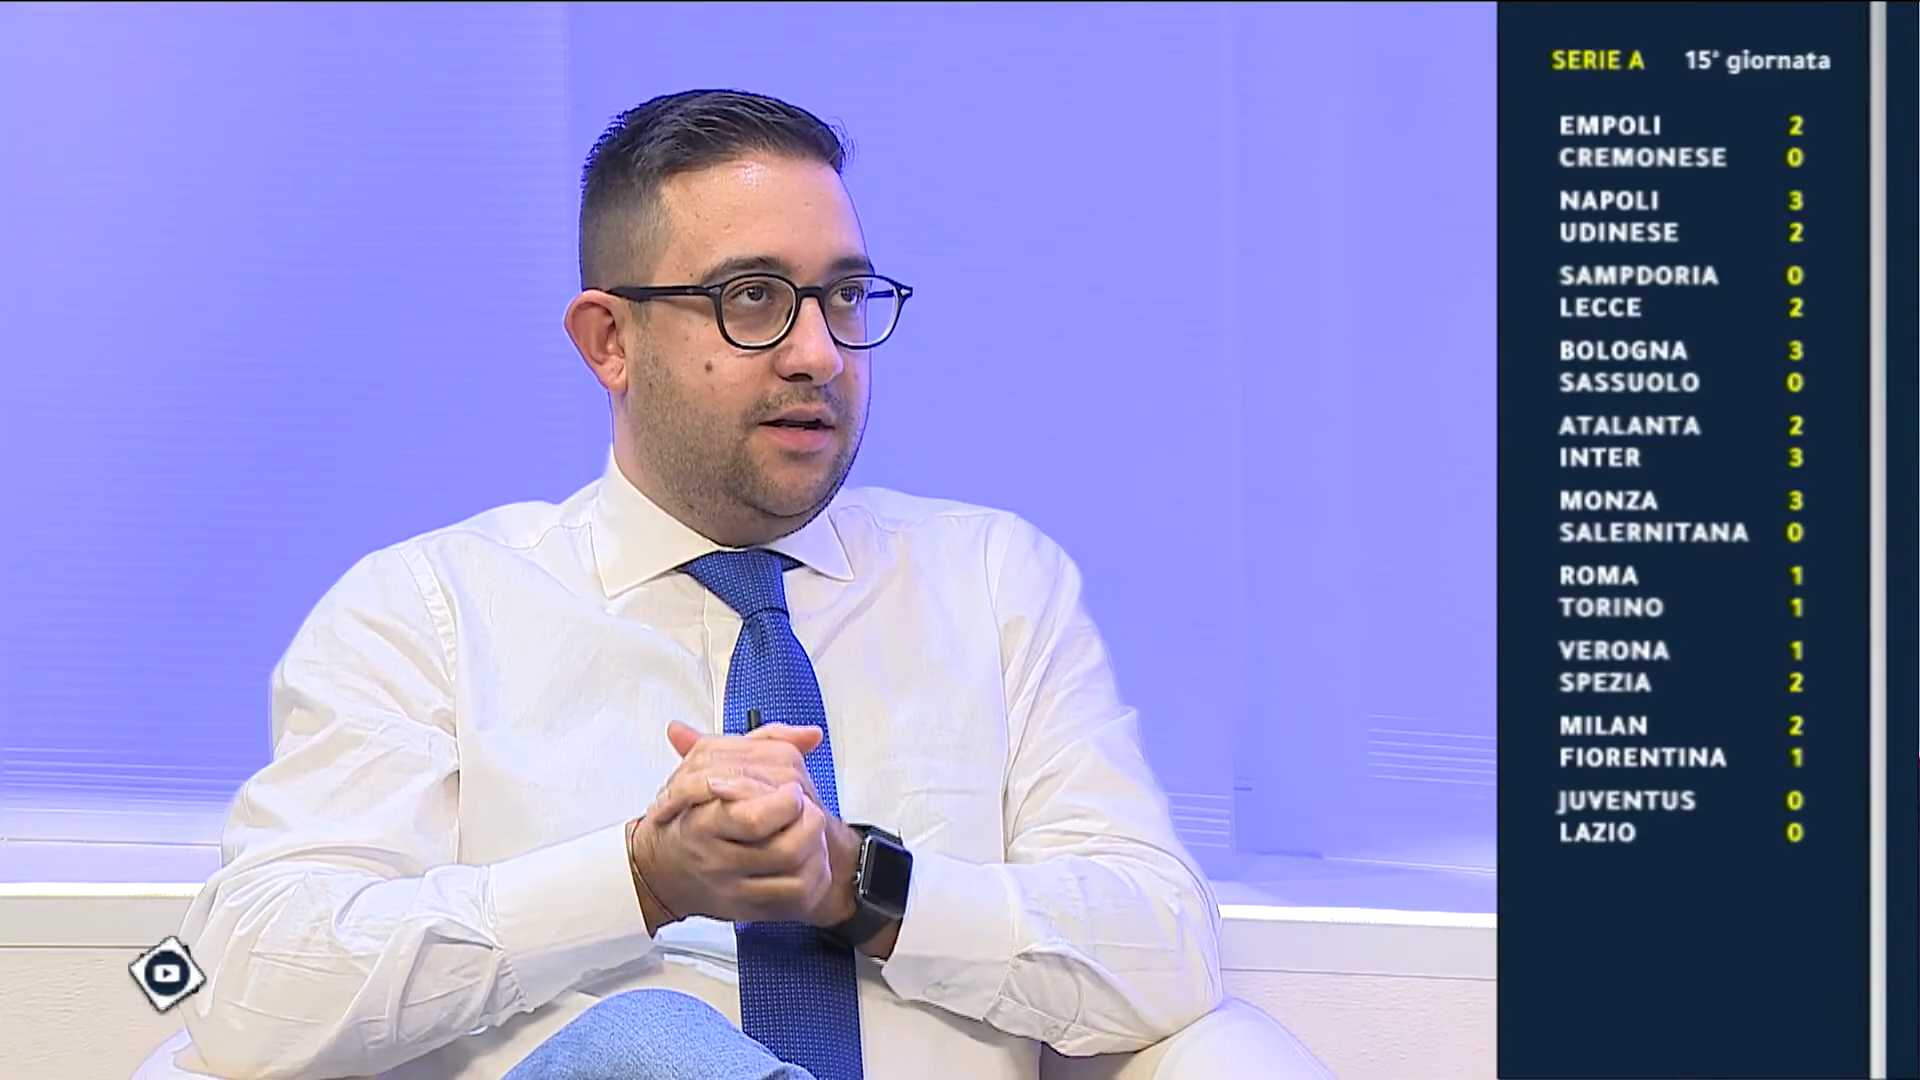 SERIE A 15ª giornata
EMPOLI 2
CREMONESE 0
NAPOLI 3
UDINESE 2
SAMPDORIA 0
LECCE 2
BOLOGNA 3
SASSUOLO 0
ATALANTA 2
INTER 3
MONZA 3
SALERNITANA 0
ROMA 1
TORINO 1
VERONA 1
SPEZIA 2
MILAN 2
FIORENTINA 1
JUVENTUS 0
LAZIO 0